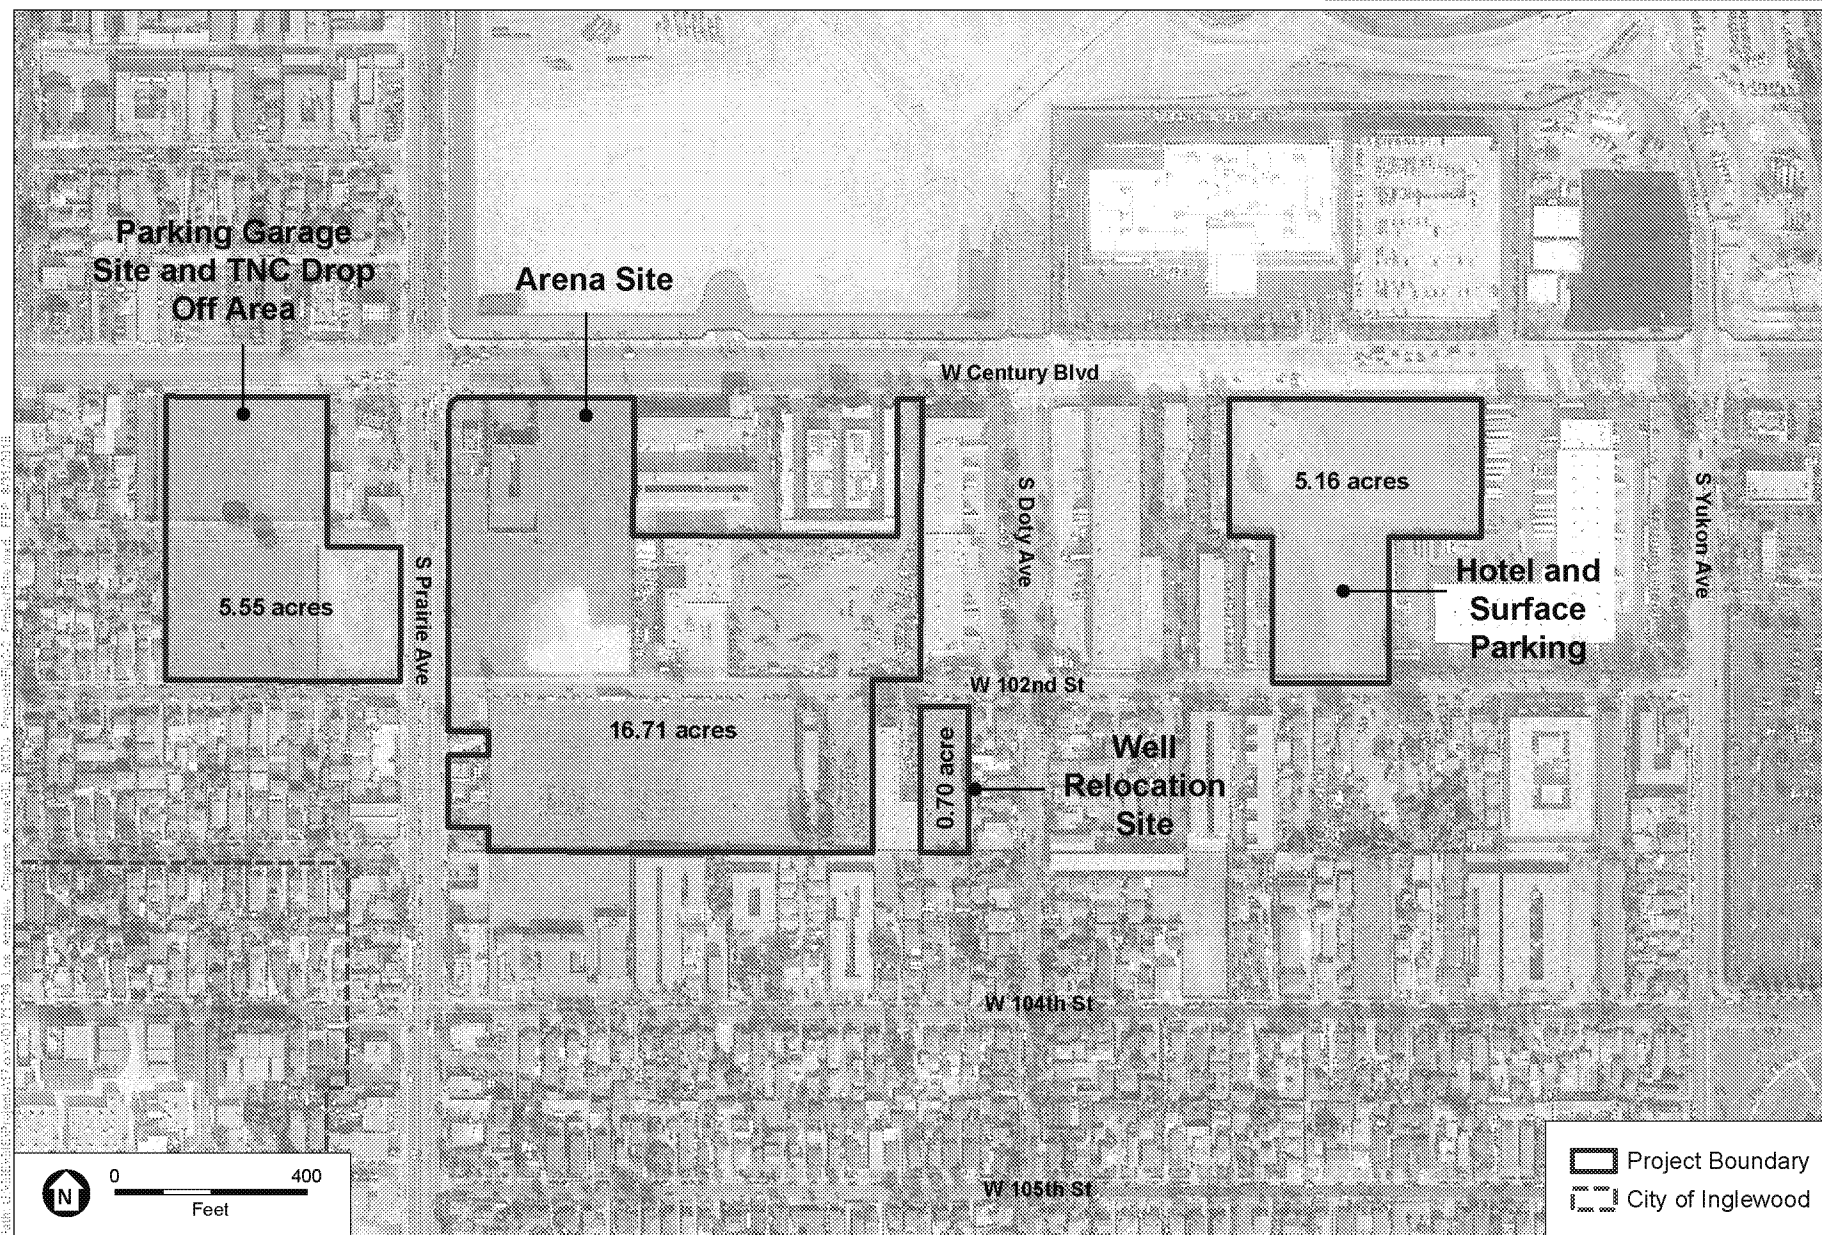 Parking Garage
Site and TNC Drop
Off Area
Arena Site
W Century Blvd
5.16 acres
S Doty Ave
S Yukon Ave
S Prairie Ave
5.55 acres
Hotel and
Surface
Parking
W 102nd St
16.71 acres
0.70 acre
Well
Relocation
Site
W 104th St
W 105th St
N
0
400
Feet
Project Boundary
City of Inglewood